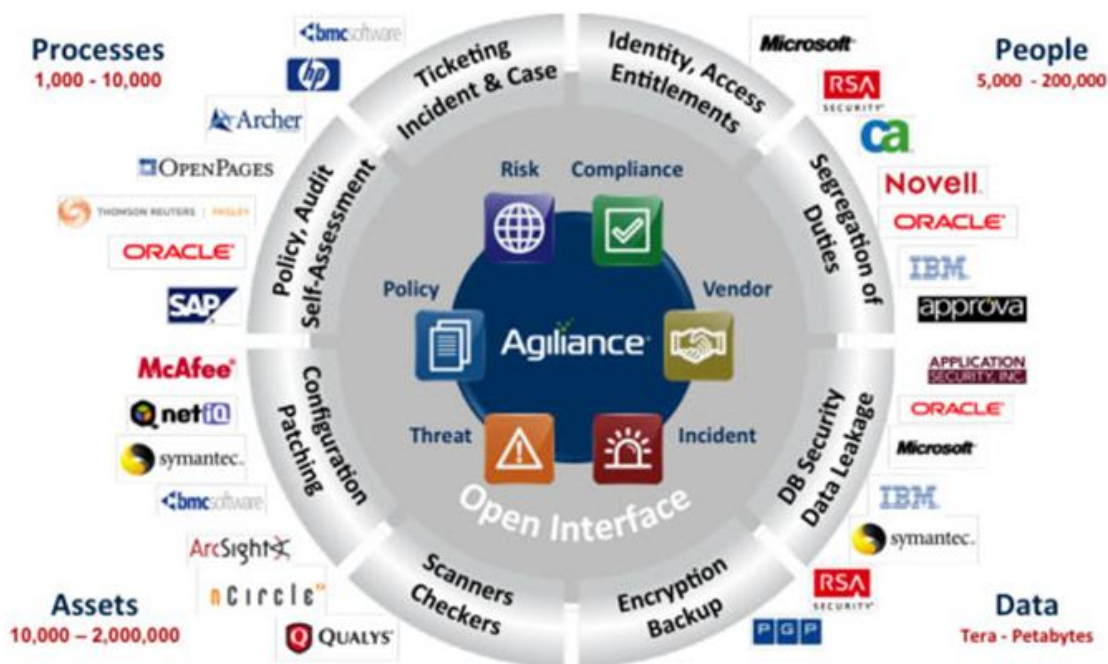 Processes
1,000 - 10,000
bmcsoftware
hp
Archer
OPENPAGES
THOMSON REUTERS | PAISLEY
ORACLE
SAP
McAfee
netiQ
symantec.
bmcsoftware
ArcSight
nCircle
QUALYS
Assets
10,000 – 2,000,000
Ticketing
Incident & Case
Identity, Access
Entitlements
Policy, Audit
Self-Assessment
Segregation of
Duties
Configuration
Patching
DB Security
Data Leakage
Scanners
Checkers
Encryption
Backup
Risk
Compliance
Policy
Vendor
Agiliance
Threat
Incident
Open Interface
People
5,000 - 200,000
Microsoft
RSA
SECURITY
ca
Novell.
ORACLE
IBM
approva
APPLICATION
SECURITY, INC.
ORACLE
Microsoft
IBM
symantec.
RSA
SECURITY
PGP
Data
Tera - Petabytes